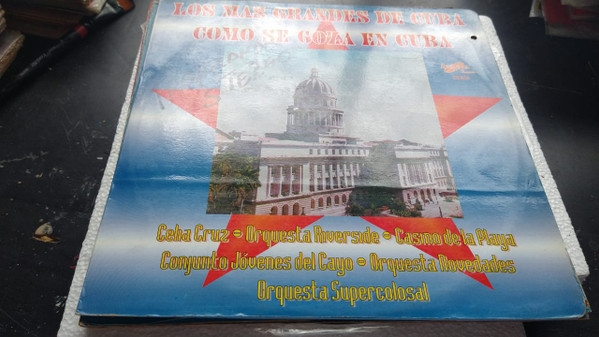 LOS MAS GRANDES DE CUBA
COMO SE GOZA EN CUBA
Celia Cruz - Orquesta Riverside - Casino de la Playa
Conjunto Jóvenes del Cayo - Orquesta Novedades
Orquesta Supercolosal